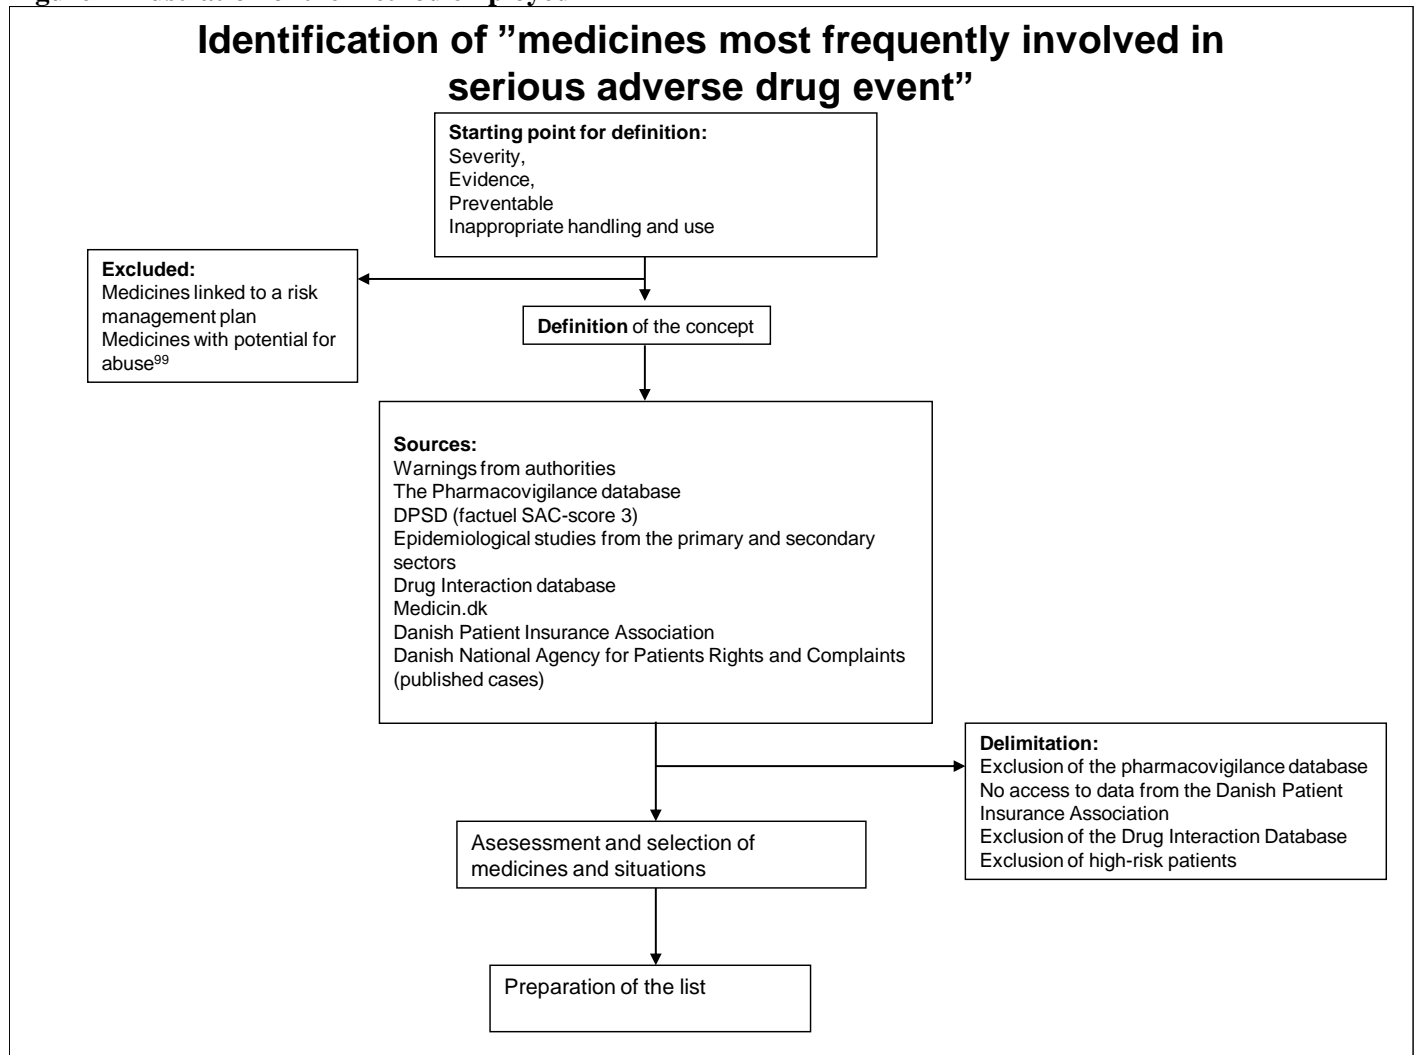 Identification of ”medicines most frequently involved in
serious adverse drug event”
Starting point for definition:
Severity,
Evidence,
Preventable
Inappropriate handling and use
Excluded:
Medicines linked to a risk
management plan
Medicines with potential for
abuse99
Definition of the concept
Sources:
Warnings from authorities
The Pharmacovigilance database
DPSD (factuel SAC-score 3)
Epidemiological studies from the primary and secondary
sectors
Drug Interaction database
Medicin.dk
Danish Patient Insurance Association
Danish National Agency for Patients Rights and Complaints
(published cases)
Delimitation:
Exclusion of the pharmacovigilance database
No access to data from the Danish Patient
Insurance Association
Exclusion of the Drug Interaction Database
Exclusion of high-risk patients
Asesessment and selection of
medicines and situations
Preparation of the list